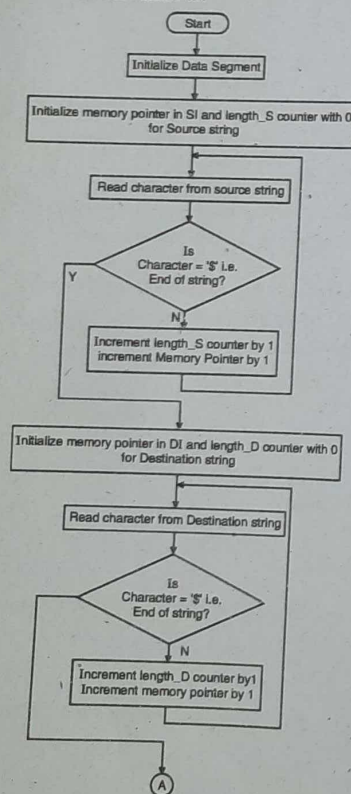 Start
Initialize Data Segment
Initialize memory pointer in SI and length_S counter with 0
for Source string
Read character from source string
Is
Character = '$' i.e.
End of string?
Y
N
Increment length_S counter by 1
increment Memory Pointer by 1
Initialize memory pointer in DI and length_D counter with 0
for Destination string
Read character from Destination string
Is
Character = '$' i.e.
End of string?
N
Increment length_D counter by1
Increment memory pointer by 1
A